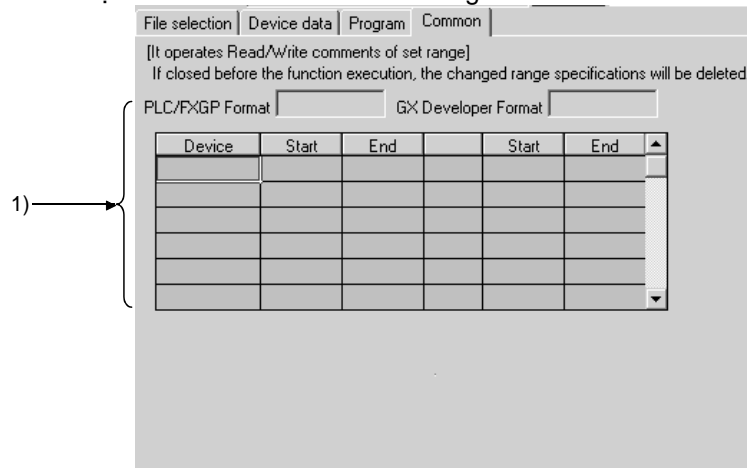 File selection Device data Program Common
[It operates Read/Write comments of set range]
If closed before the function execution, the changed range specifications will be deleted
PLC/FXGP Format GX Developer Format
Device Start End Start End
1)